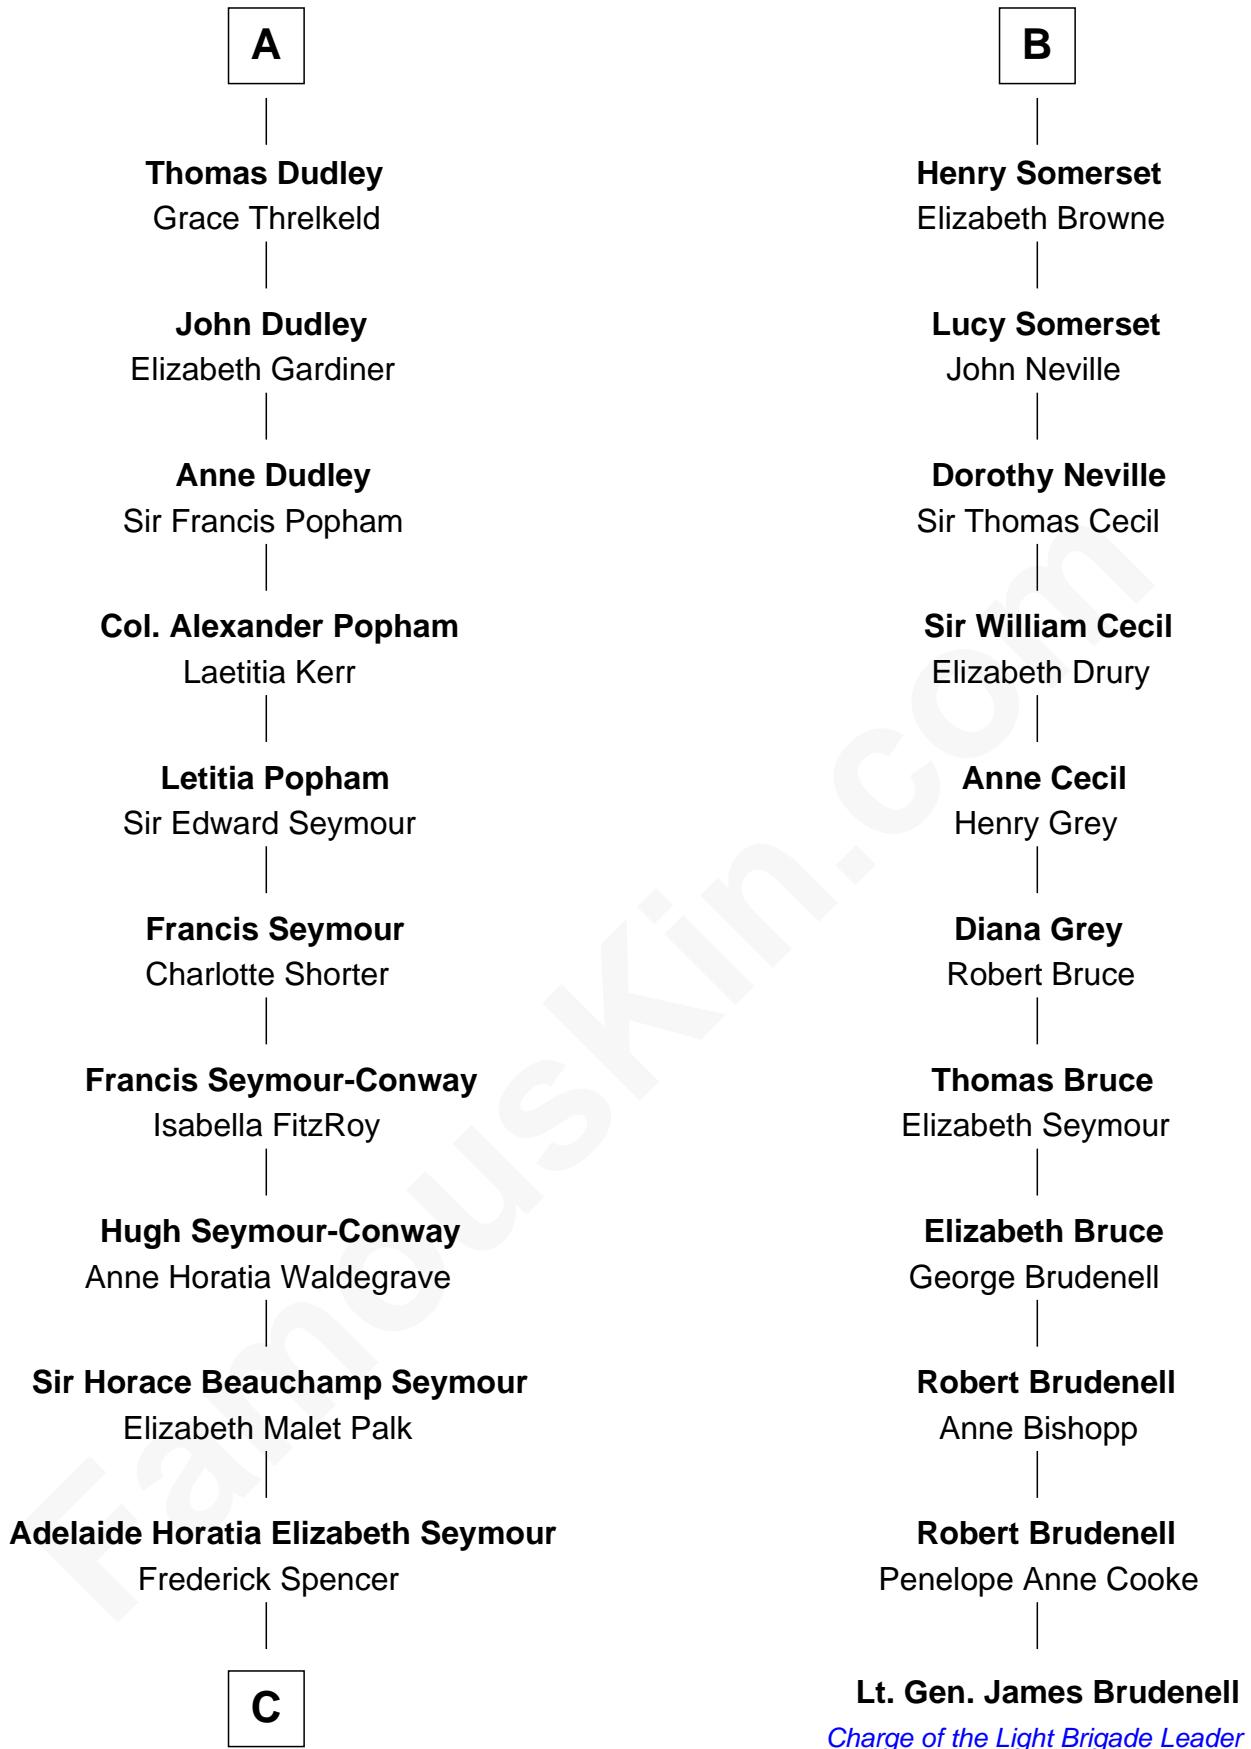 A
Thomas Dudley
Grace Threlkeld
John Dudley
Elizabeth Gardiner
Anne Dudley
Sir Francis Popham
Col. Alexander Popham
Laetitia Kerr
Letitia Popham
Sir Edward Seymour
Francis Seymour
Charlotte Shorter
Francis Seymour-Conway
Isabella FitzRoy
Hugh Seymour-Conway
Anne Horatia Waldegrave
Sir Horace Beauchamp Seymour
Elizabeth Malet Palk
Adelaide Horatia Elizabeth Seymour
Frederick Spencer
C
B
Henry Somerset
Elizabeth Browne
Lucy Somerset
John Neville
Dorothy Neville
Sir Thomas Cecil
Sir William Cecil
Elizabeth Drury
Anne Cecil
Henry Grey
Diana Grey
Robert Bruce
Thomas Bruce
Elizabeth Seymour
Elizabeth Bruce
George Brudenell
Robert Brudenell
Anne Bishopp
Robert Brudenell
Penelope Anne Cooke
Lt. Gen. James Brudenell
Charge of the Light Brigade Leader
FamousKin.com